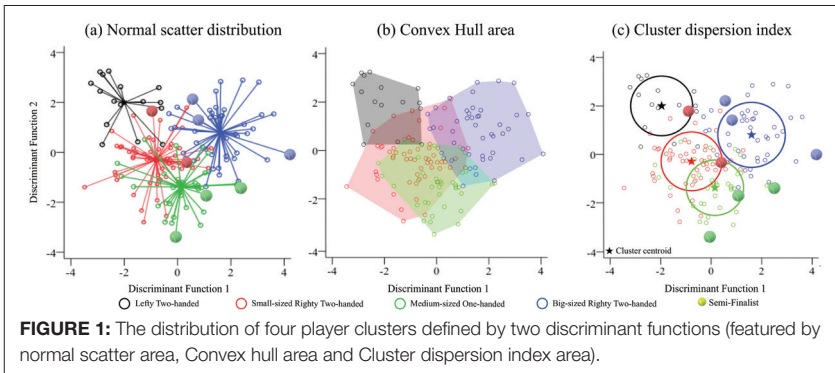 (a) Normal scatter distribution
(b) Convex Hull area
(c) Cluster dispersion index
Discriminant Function 2
4
2
0
-2
-4
-4
-2
0
2
4
Discriminant Function 1
4
2
0
-2
-4
-4
-2
0
2
4
Discriminant Function 1
4
2
0
-2
-4
★ Cluster centroid
-4
-2
0
2
4
Discriminant Function 1
Lefty Two-handed
Small-sized Righty Two-handed
Medium-sized One-handed
Big-sized Righty Two-handed
Semi-Finalist
FIGURE 1: The distribution of four player clusters defined by two discriminant functions (featured by
normal scatter area, Convex hull area and Cluster dispersion index area).